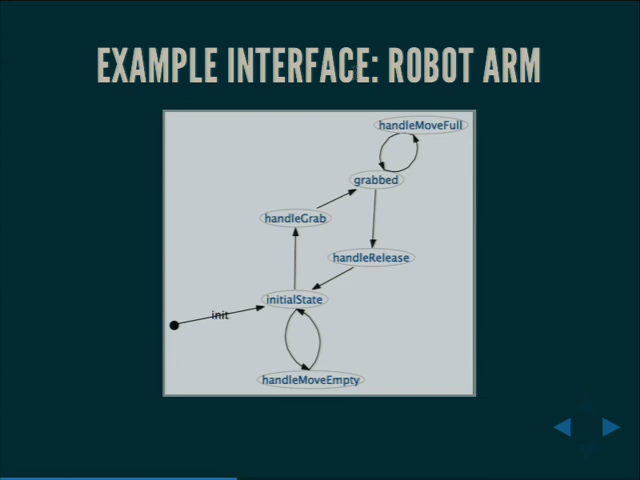 EXAMPLE INTERFACE: ROBOT ARM
handleMoveFull
grabbed
handleGrab
handleRelease
initialState
init
handleMoveEmpty